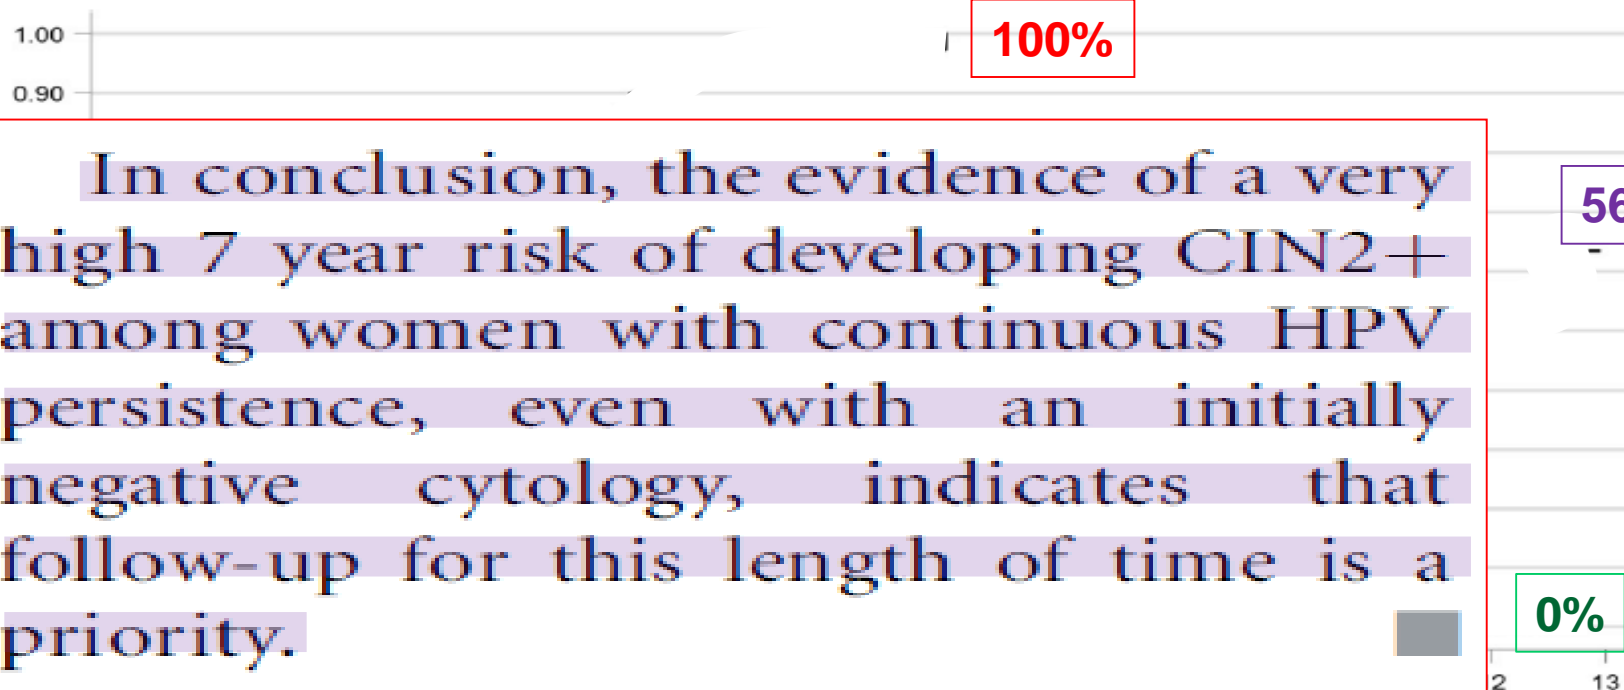 1.00
100%
0.90
In conclusion, the evidence of a very
high 7 year risk of developing CIN2+
among women with continuous HPV
persistence, even with an initially
negative cytology, indicates that
follow-up for this length of time is a
priority.
56
0%
2 13